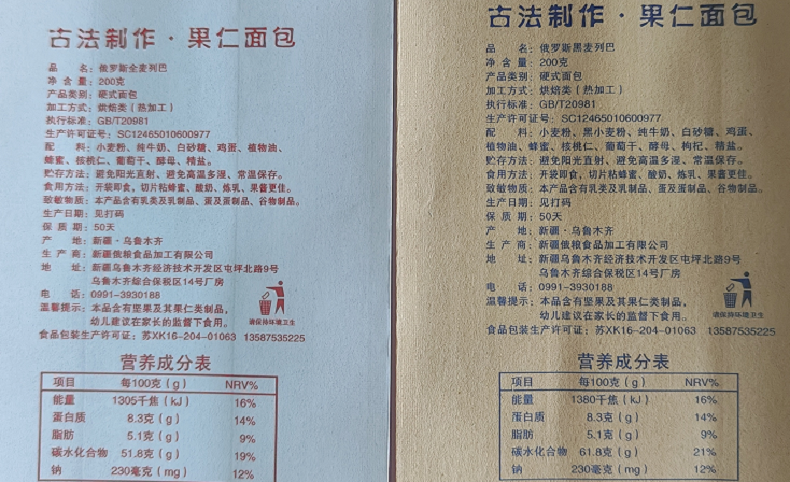 古法制作·果仁面包
品 名：俄罗斯全麦列巴
净 含 量：200克
产品类别：硬式面包
加工方式：烘焙类（热加工）
执行标准：GB/T20981
生产许可证号：SC12465010600977
配 料：小麦粉、纯牛奶、白砂糖、鸡蛋、植物油、
蜂蜜、核桃仁、葡萄干、酵母、精盐。
贮存方法：避免阳光直射、避免高温多湿、常温保存。
食用方法：开袋即食，切片粘蜂蜜、酸奶、炼乳、果酱更佳。
致敏物质：本产品含有乳类及乳制品、蛋及蛋制品、谷物制品。
生产日期：见打码
保 质 期：50天
产 地：新疆·乌鲁木齐
生 产 商：新疆俄粮食品加工有限公司
地 址：新疆乌鲁木齐经济技术开发区屯坪北路9号
乌鲁木齐综合保税区14号厂房
电 话：0991-3930188
温馨提示：本品含有坚果及其果仁类制品，
幼儿建议在家长的监督下食用。
请保持环境卫生
食品包装生产许可证：苏XK16-204-01063 13587535225
营养成分表
项目 每100克（g） NRV%
能量 1305千焦（kJ） 16%
蛋白质 8.3克（g） 14%
脂肪 5.1克（g） 9%
碳水化合物 51.8克（g） 19%
钠 230毫克（mg） 12%
古法制作·果仁面包
品 名：俄罗斯黑麦列巴
净 含 量：200克
产品类别：硬式面包
加工方式：烘焙类（热加工）
执行标准：GB/T20981
生产许可证号：SC12465010600977
配 料：小麦粉、黑小麦粉、纯牛奶、白砂糖、鸡蛋、
植物油、蜂蜜、核桃仁、葡萄干、酵母、枸杞、精盐。
贮存方法：避免阳光直射、避免高温多湿、常温保存。
食用方法：开袋即食，切片粘蜂蜜、酸奶、炼乳、果酱更佳。
致敏物质：本产品含有乳类及乳制品、蛋及蛋制品、谷物制品。
生产日期：见打码
保 质 期：50天
产 地：新疆·乌鲁木齐
生 产 商：新疆俄粮食品加工有限公司
地 址：新疆乌鲁木齐经济技术开发区屯坪北路9号
乌鲁木齐综合保税区14号厂房
电 话：0991-3930188
温馨提示：本品含有坚果及其果仁类制品，
幼儿建议在家长的监督下食用。
请保持环境卫生
食品包装生产许可证：苏XK16-204-01063 13587535225
营养成分表
项目 每100克（g） NRV%
能量 1380千焦（kJ） 16%
蛋白质 8.3克（g） 14%
脂肪 5.1克（g） 9%
碳水化合物 61.8克（g） 21%
钠 230毫克（mg） 12%